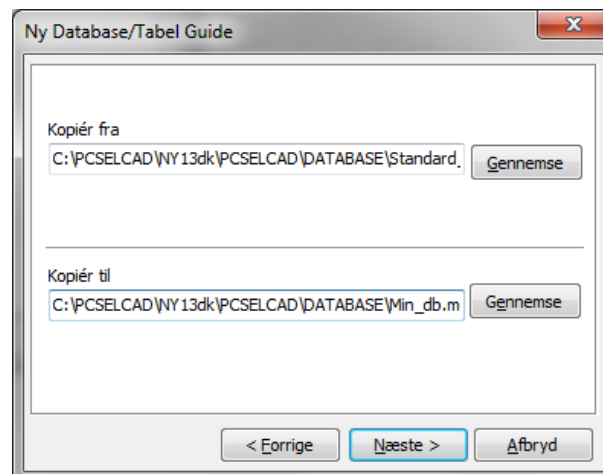 Ny Database/Tabel Guide
Kopiér fra
C:\PCSELCAD\NY13dk\PCSELCAD\DATABASE\Standard_
Gennemse
Kopiér til
C:\PCSELCAD\NY13dk\PCSELCAD\DATABASE\Min_db.m
Gennemse
< Forrige
Næste >
Afbryd